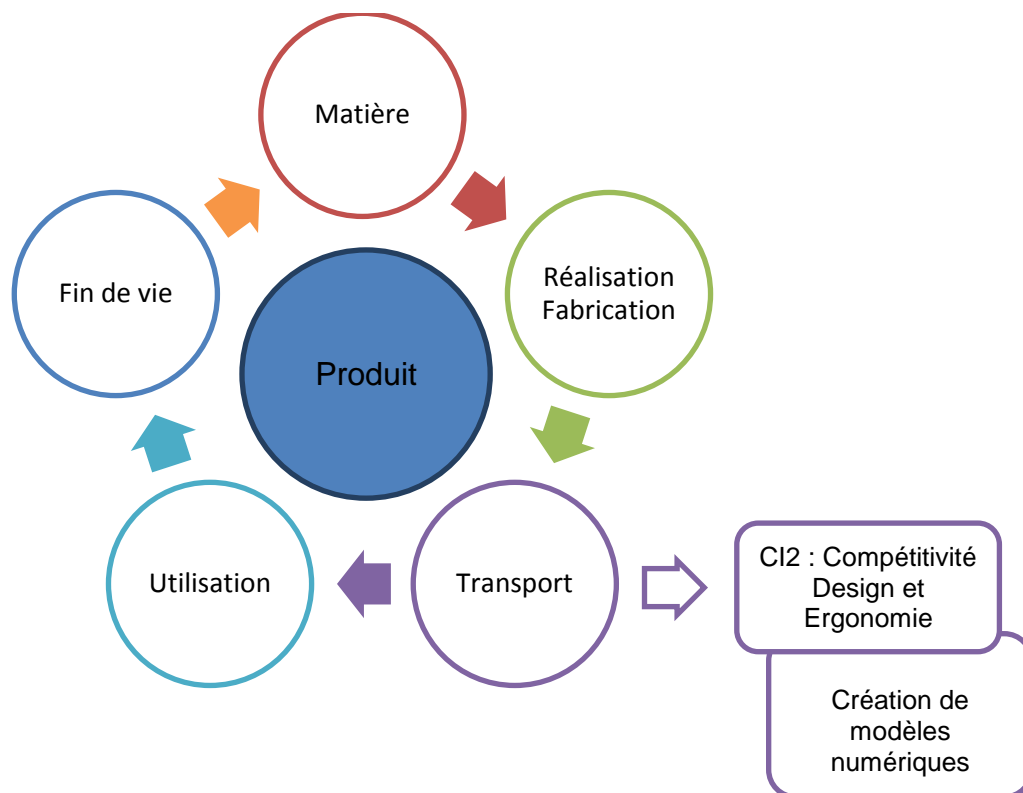 Matière
Réalisation
Fabrication
Fin de vie
Produit
Utilisation
Transport
CI2 : Compétitivité
Design et
Ergonomie
Création de
modèles
numériques